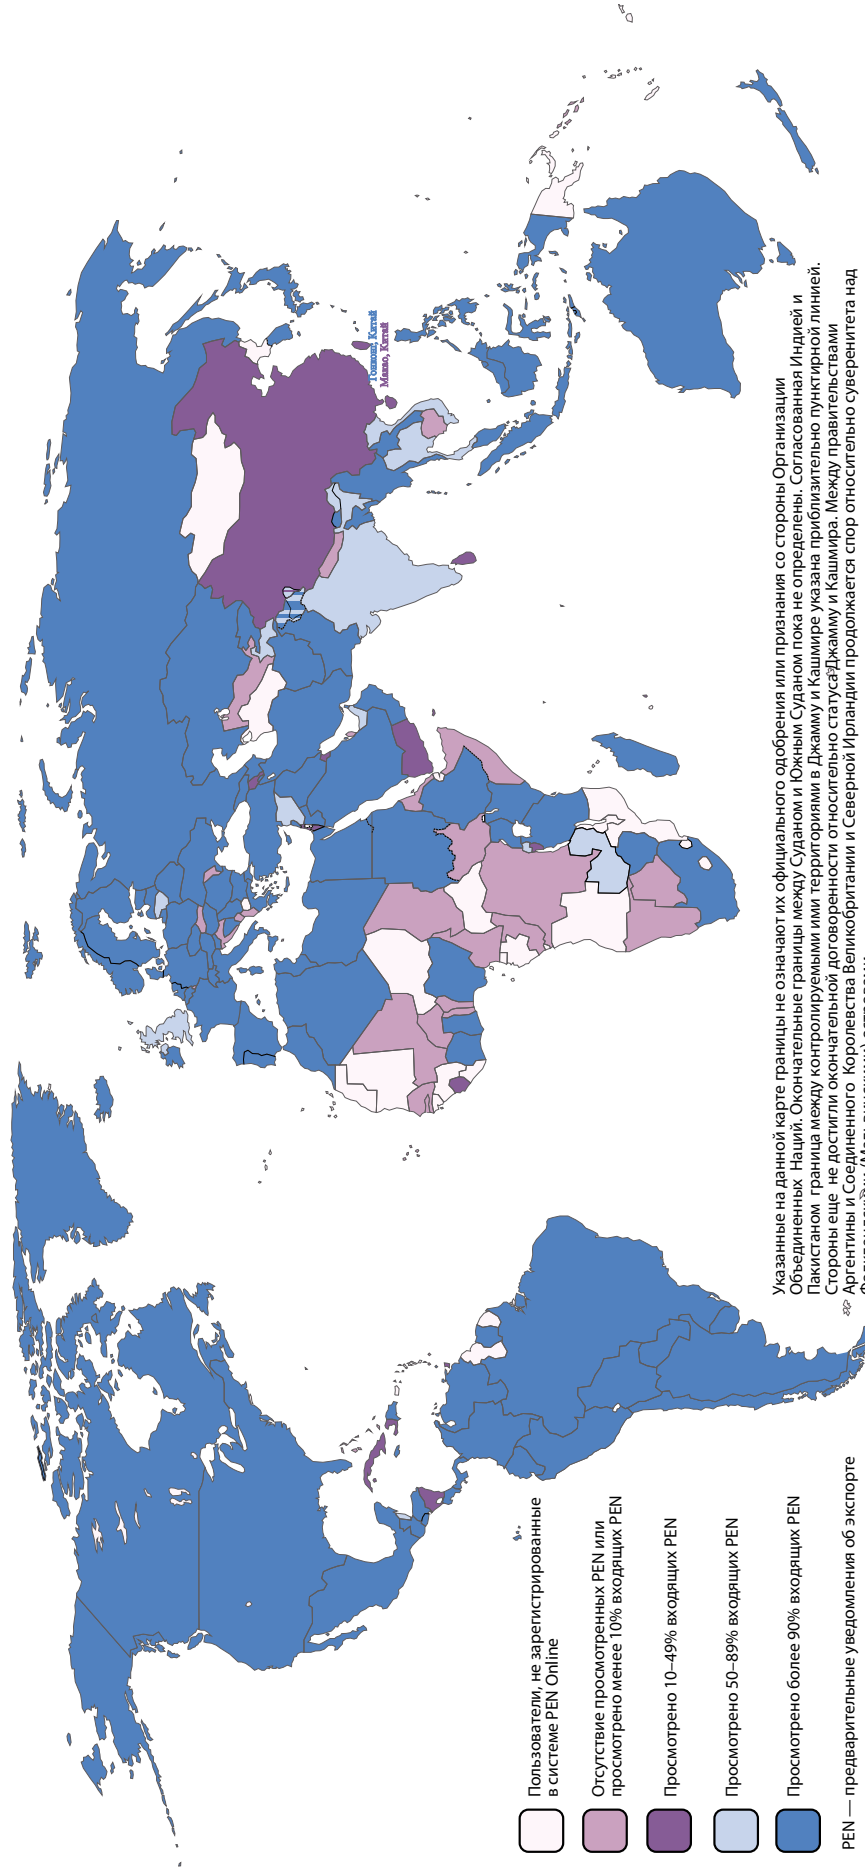 Гонконг, Китай
Макао, Китай
Пользователи, не зарегистрированные
в системе PEN Online
Отсутствие просмотренных PEN или
просмотрено менее 10% входящих PEN
Просмотрено 10–49% входящих PEN
Просмотрено 50–89% входящих PEN
Просмотрено более 90% входящих PEN
PEN — предварительные уведомления об экспорте
Указанные на данной карте границы не означают их официального одобрения или признания со стороны Организации
Объединенных Наций. Окончательные границы между Суданом и Южным Суданом пока не определены. Согласованная Индией и
Пакистаном граница между контролируемыми ими территориями в Джамму и Кашмире указана приблизительно пунктирной линией.
Стороны еще не достигли окончательной договоренности относительно статуса Джамму и Кашмира. Между правительствами
Аргентины и Соединенного Королевства Великобритании и Северной Ирландии продолжается спор относительно суверенитета над